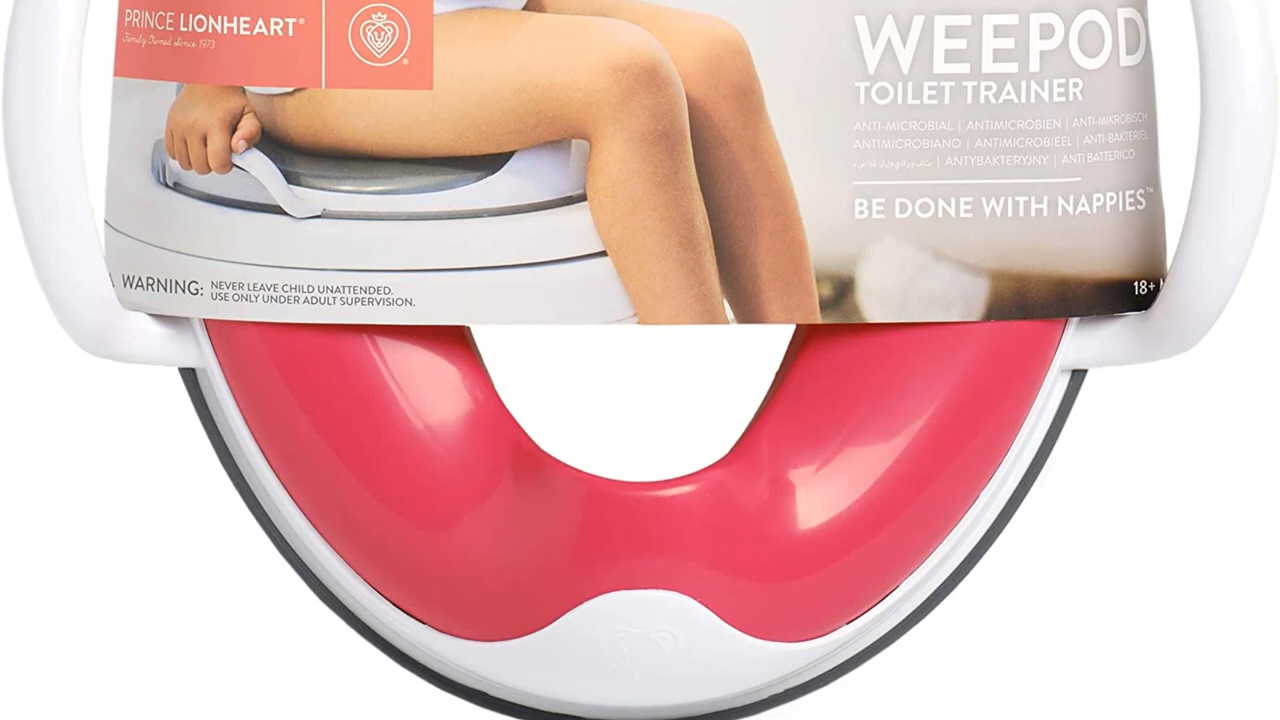 PRINCE LIONHEART®
Family Owned Since 1973
®
WEEPOD
TOILET TRAINER
ANTI-MICROBIAL | ANTIMICROBIEN | ANTI-MIKROBISCH
ANTIMICROBIANO | ANTIMICROBIEEL | ANTI-BAKTERIEL
| ANTYBAKTERYJNY | ANTI BATTERICO
BE DONE WITH NAPPIES™
WARNING: NEVER LEAVE CHILD UNATTENDED.
USE ONLY UNDER ADULT SUPERVISION.
18+